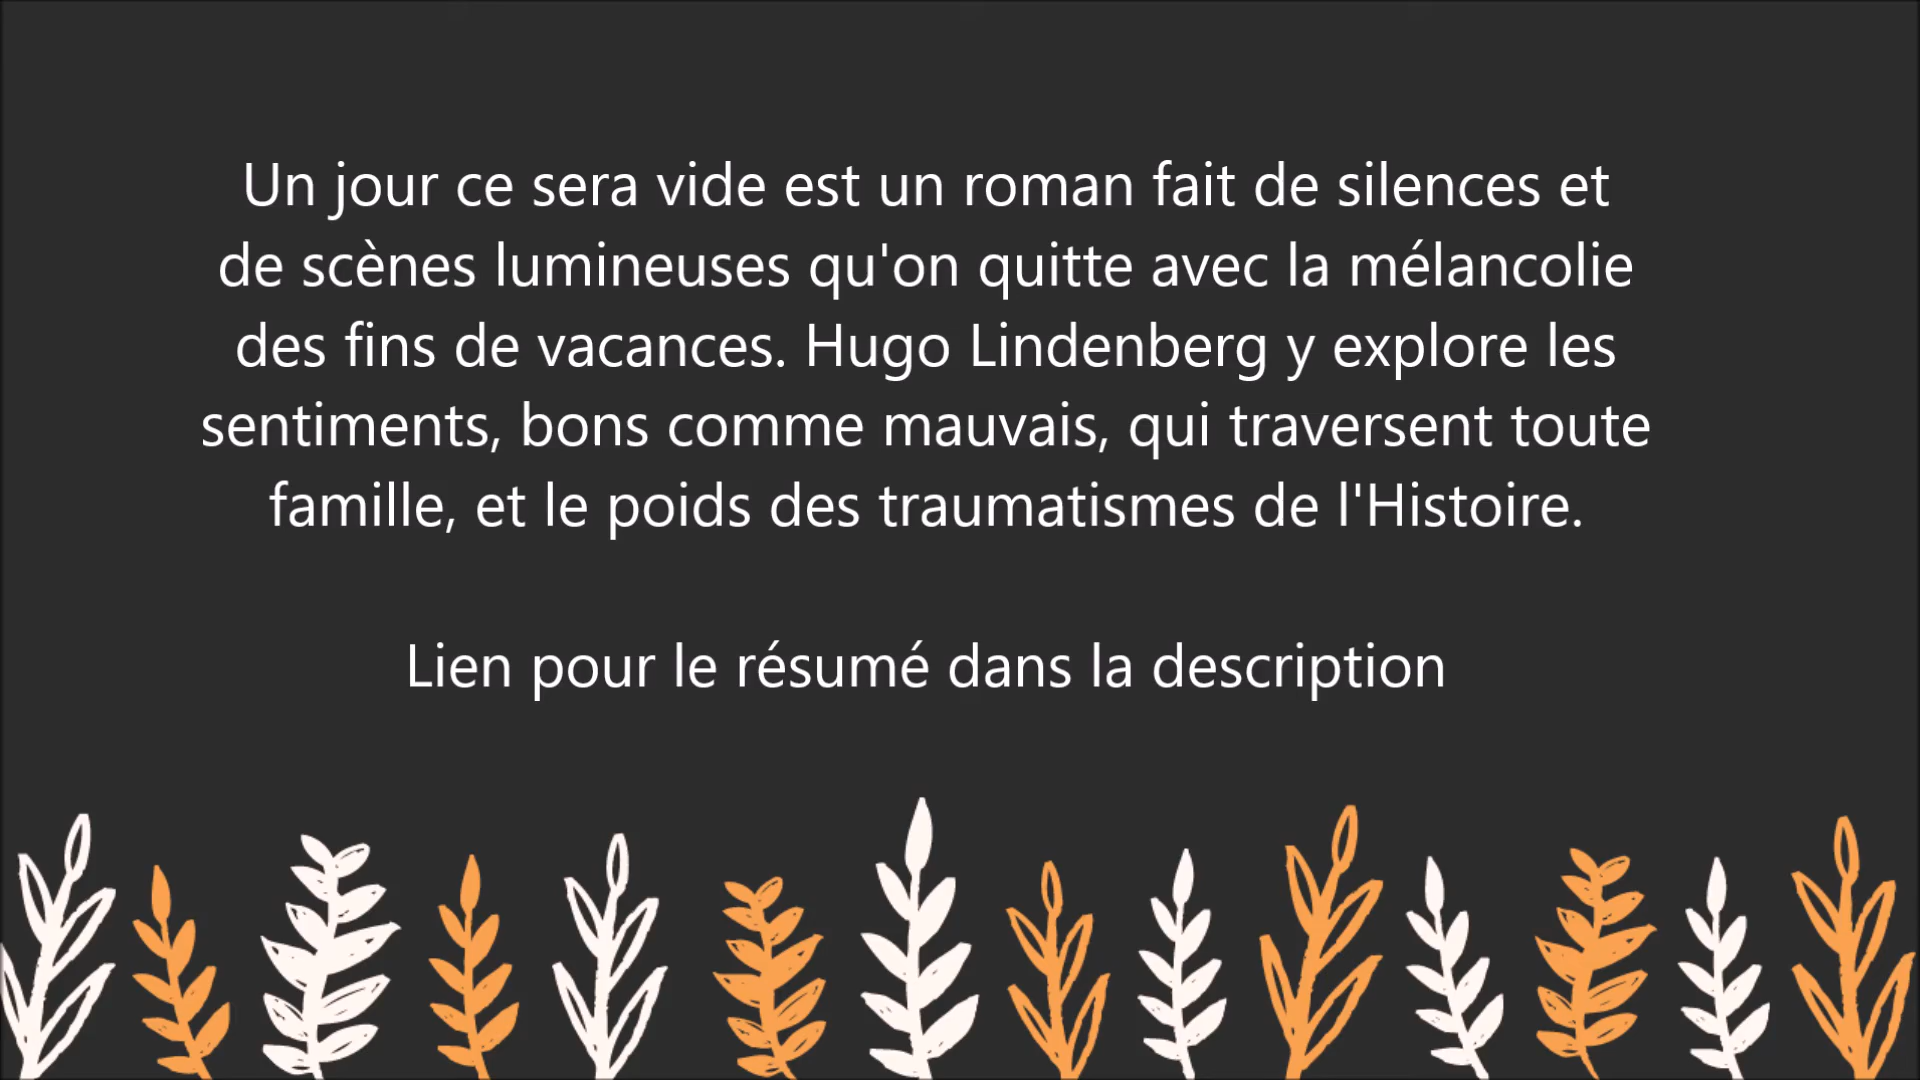 Un jour ce sera vide est un roman fait de silences et
de scènes lumineuses qu'on quitte avec la mélancolie
des fins de vacances. Hugo Lindenberg y explore les
sentiments, bons comme mauvais, qui traversent toute
famille, et le poids des traumatismes de l'Histoire.
Lien pour le résumé dans la description